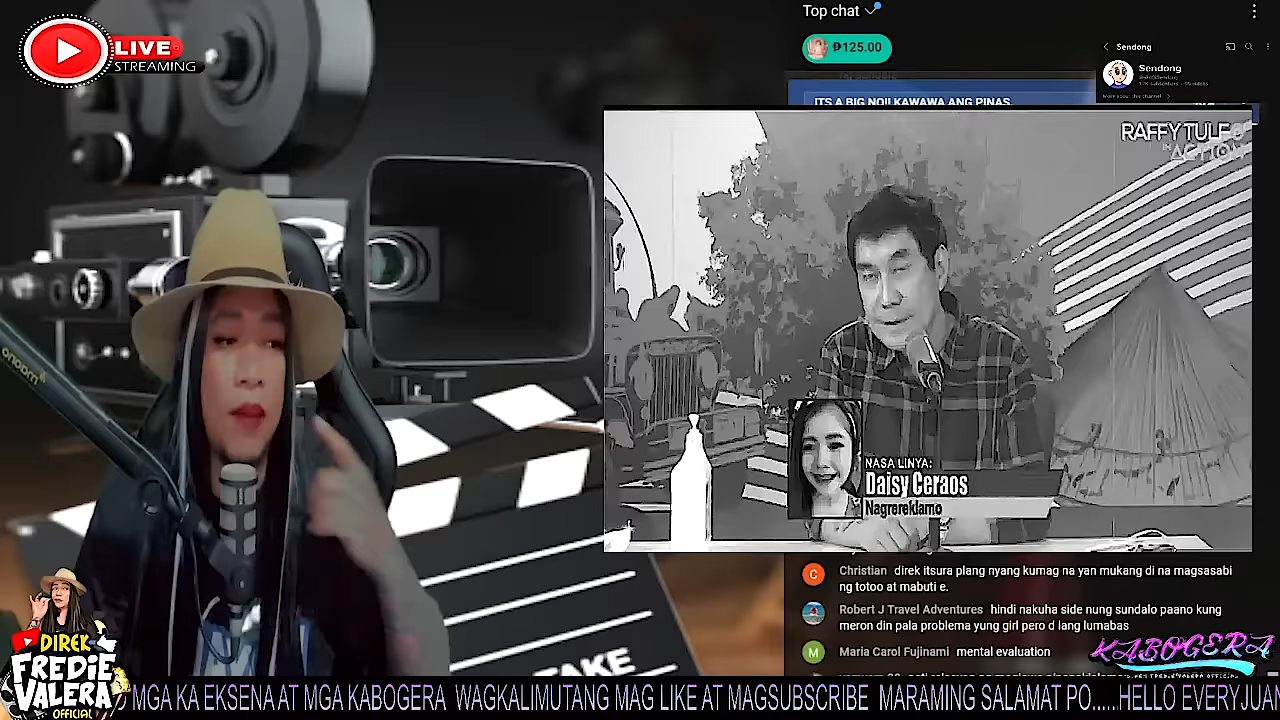 LIVE
STREAMING
Top chat
₱125.00
Sendong
Sendong
ITS A BIG NO!! KAWAWA ANG PINAS.
RAFFY TULFO
IN ACTION
maono
NASA LINYA:
Daisy Ceraos
Nagrereklamo
Christian direk itsura plang nyang kumag na yan mukang di na magsasabi
ng totoo at mabuti e.
Robert J Travel Adventures hindi nakuha side nung sundalo paano kung
meron din pala problema yung girl pero d lang lumabas
Maria Carol Fujinami mental evaluation
KABOGERA
TAKE
DIREK
FREDIE
VALERA
OFFICIAL
MGA KA EKSENA AT MGA KABOGERA WAGKALIMUTANG MAG LIKE AT MAGSUBSCRIBE MARAMING SALAMAT PO.....HELLO EVERYJUAN